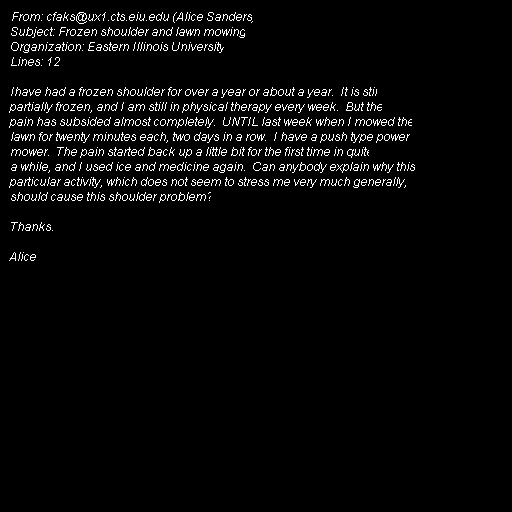 From: cfaks@ux1.cts.eiu.edu (Alice Sanders)
Subject: Frozen shoulder and lawn mowing
Organization: Eastern Illinois University
Lines: 12

Ihave had a frozen shoulder for over a year or about a year.  It is still
partially frozen, and I am still in physical therapy every week.  But the
pain has subsided almost completely.  UNTIL last week when I mowed the
lawn for twenty minutes each, two days in a row.  I have a push type power
mower.  The pain started back up a little bit for the first time in quite
a while, and I used ice and medicine again.  Can anybody explain why this
particular activity, which does not seem to stress me very much generally,
should cause this shoulder problem?

Thanks.

Alice